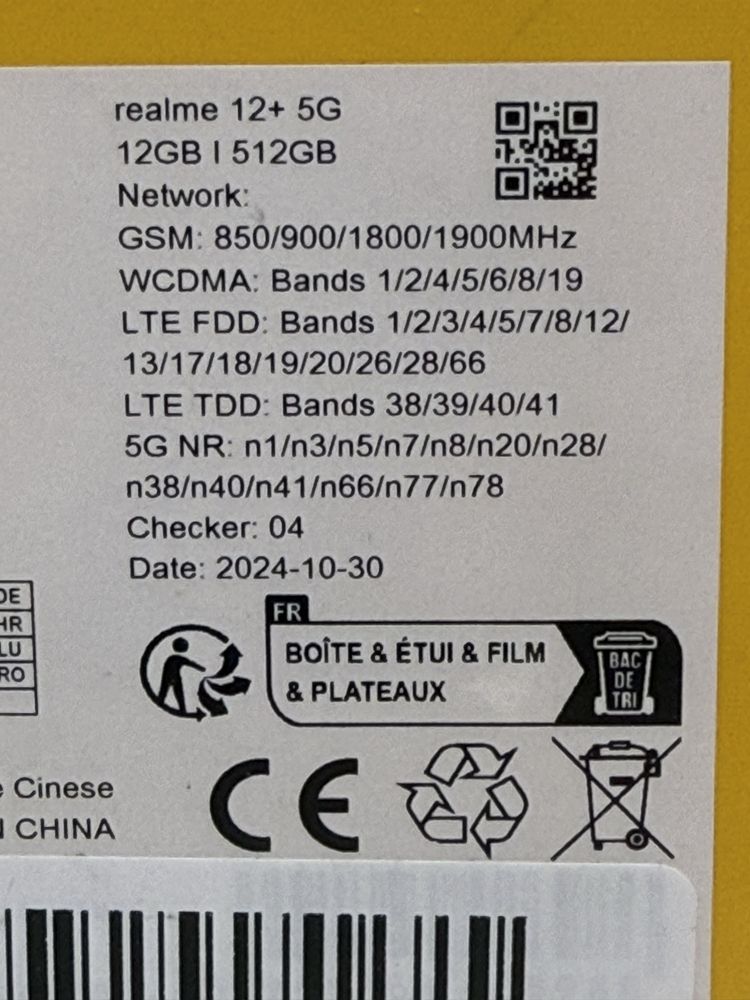 realme 12+ 5G
12GB | 512GB
Network:
GSM: 850/900/1800/1900MHz
WCDMA: Bands 1/2/4/5/6/8/19
LTE FDD: Bands 1/2/3/4/5/7/8/12/
13/17/18/19/20/26/28/66
LTE TDD: Bands 38/39/40/41
5G NR: n1/n3/n5/n7/n8/n20/n28/
n38/n40/n41/n66/n77/n78
Checker: 04
Date: 2024-10-30
DE
HR
LU
RO
FR
BOÎTE & ÉTUI & FILM
& PLATEAUX
BAC
DE
TRI
Cinese
CHINA
CE